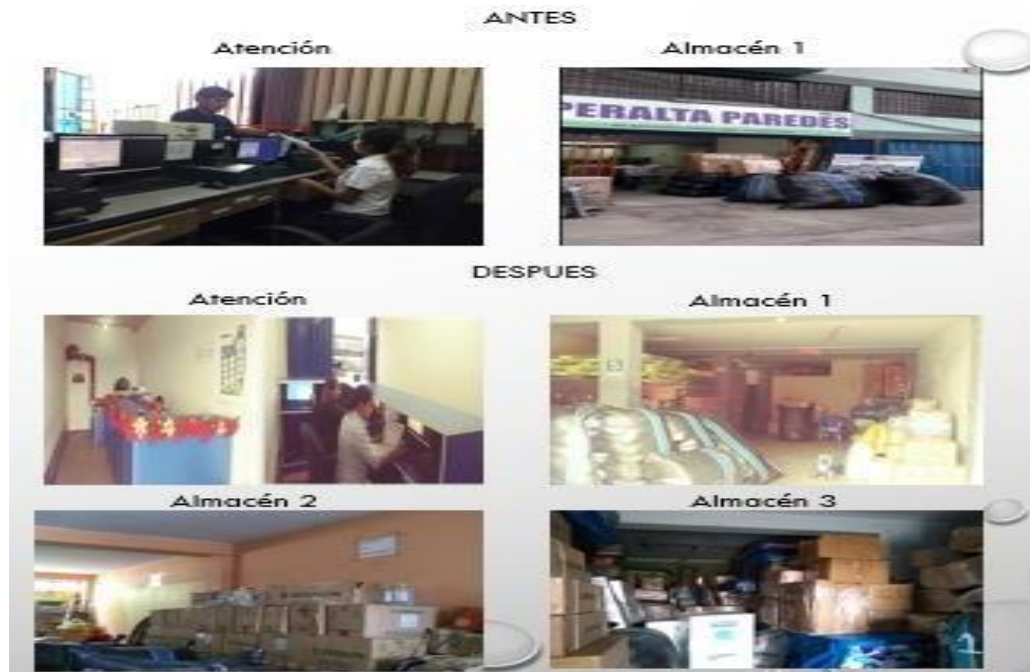 ANTES
Atención
Almacén 1
PERALTA PAREDES
DESPUES
Atención
Almacén 1
Almacén 2
Almacén 3